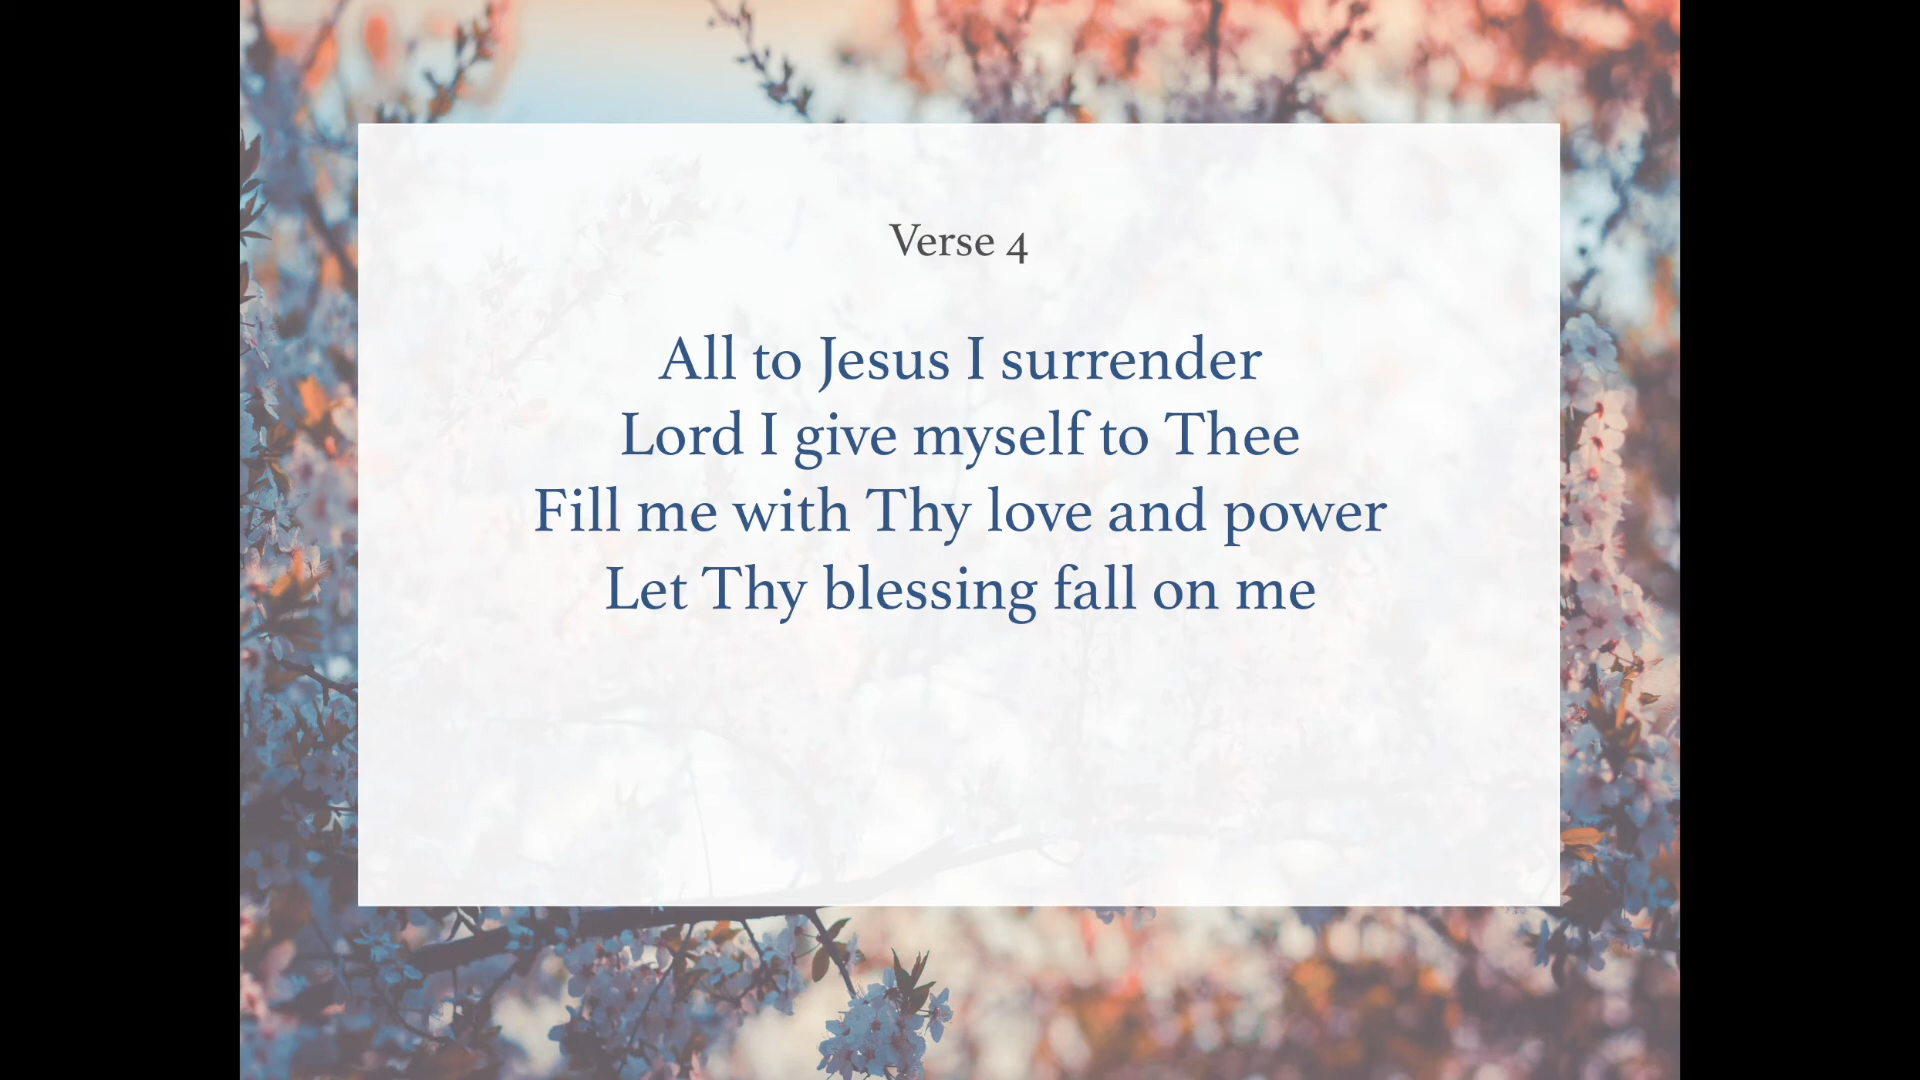 Verse 4
All to Jesus I surrender
Lord I give myself to Thee
Fill me with Thy love and power
Let Thy blessing fall on me